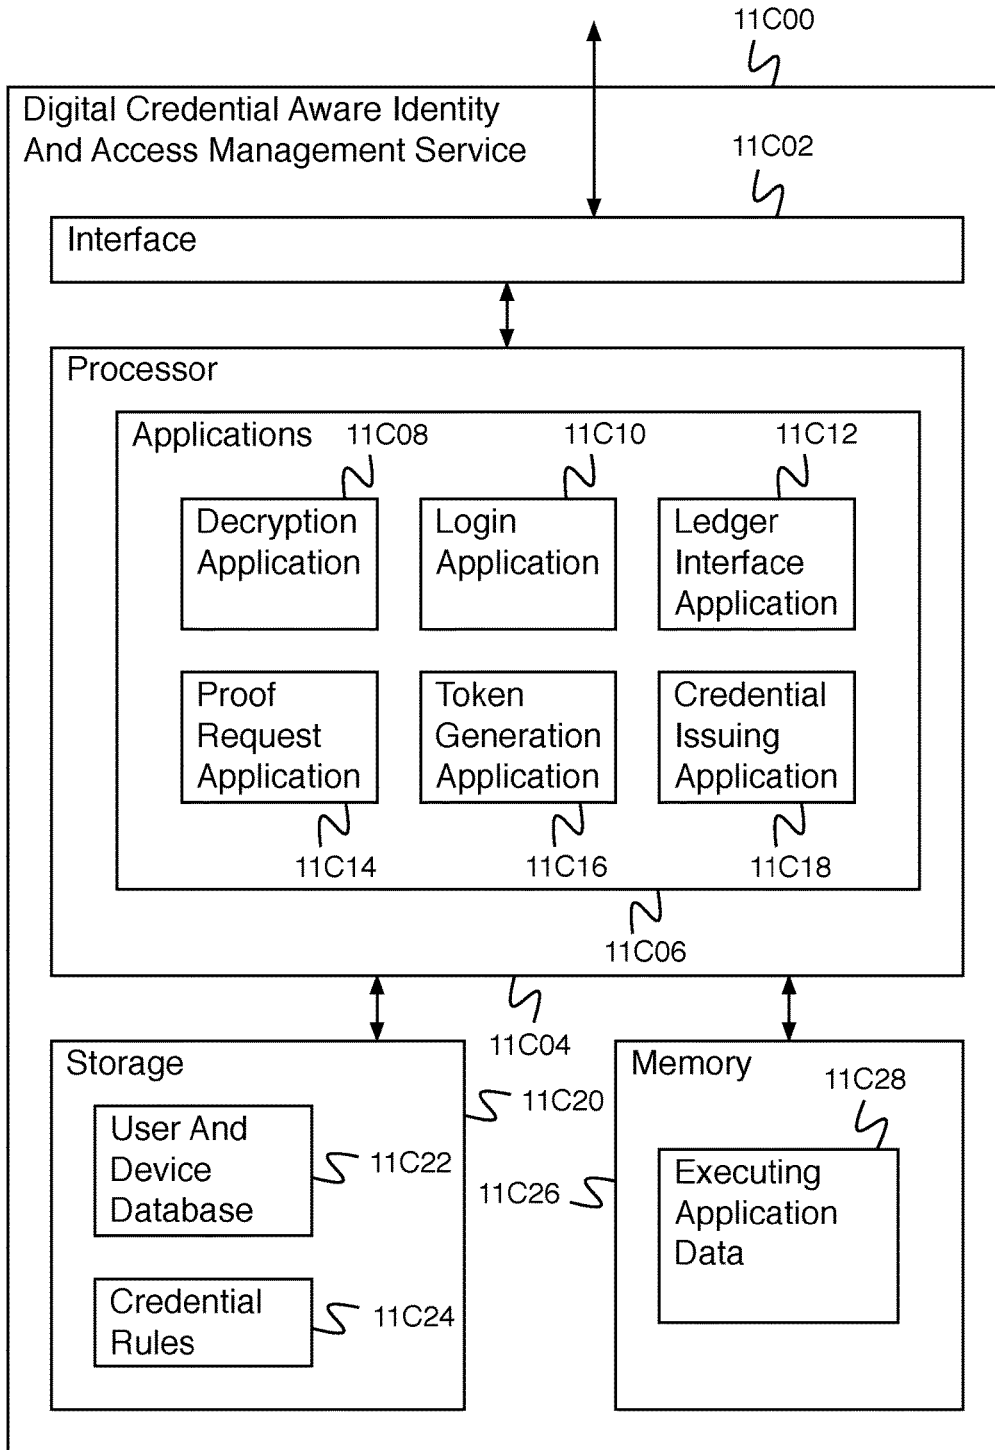 11C00
Digital Credential Aware Identity
And Access Management Service
11C02
Interface
Processor
Applications
11C08
11C10
11C12
Decryption
Application
Login
Application
Ledger
Interface
Application
Proof
Request
Application
Token
Generation
Application
Credential
Issuing
Application
11C14
11C16
11C18
11C06
11C04
Storage
11C20
User And
Device
Database
11C22
Credential
Rules
11C24
Memory
11C28
11C26
Executing
Application
Data